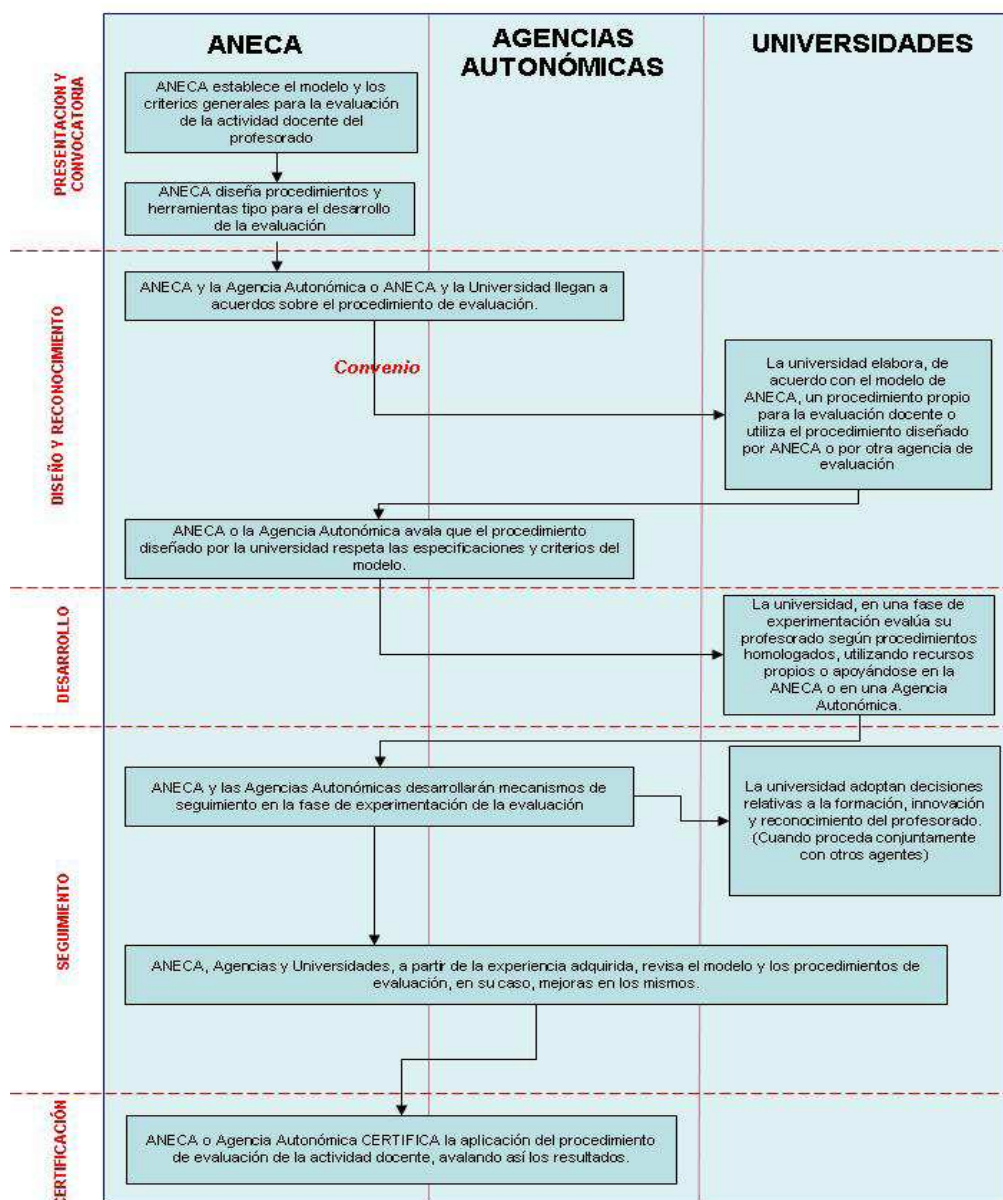 ANECA
AGENCIAS
AUTONÓMICAS
UNIVERSIDADES
PRESENTACION Y
CONVOCATORIA
ANECA establece el modelo y los
criterios generales para la evaluación
de la actividad docente del
profesorado
ANECA diseña procedimientos y
herramientas tipo para el desarrollo
de la evaluación
DISEÑO Y RECONOCIMIENTO
ANECA y la Agencia Autonómica o ANECA y la Universidad llegan a
acuerdos sobre el procedimiento de evaluación.
Convenio
La universidad elabora, de
acuerdo con el modelo de
ANECA, un procedimiento propio
para la evaluación docente o
utiliza el procedimiento diseñado
por ANECA o por otra agencia de
evaluación
ANECA o la Agencia Autonómica avala que el procedimiento
diseñado por la universidad respeta las especificaciones y criterios del
modelo.
DESARROLLO
La universidad, en una fase de
experimentación evalúa su
profesorado según procedimientos
homologados, utilizando recursos
propios o apoyándose en la
ANECA o en una Agencia
Autonómica.
SEGUIMIENTO
ANECA y las Agencias Autonómicas desarrollarán mecanismos de
seguimiento en la fase de experimentación de la evaluación
La universidad adoptan decisiones
relativas a la formación, innovación
y reconocimiento del profesorado.
(Cuando proceda conjuntamente
con otros agentes)
ANECA, Agencias y Universidades, a partir de la experiencia adquirida, revisa el modelo y los procedimientos de
evaluación, en su caso, mejoras en los mismos.
CERTIFICACIÓN
ANECA o Agencia Autonómica CERTIFICA la aplicación del procedimiento
de evaluación de la actividad docente, avalando así los resultados.